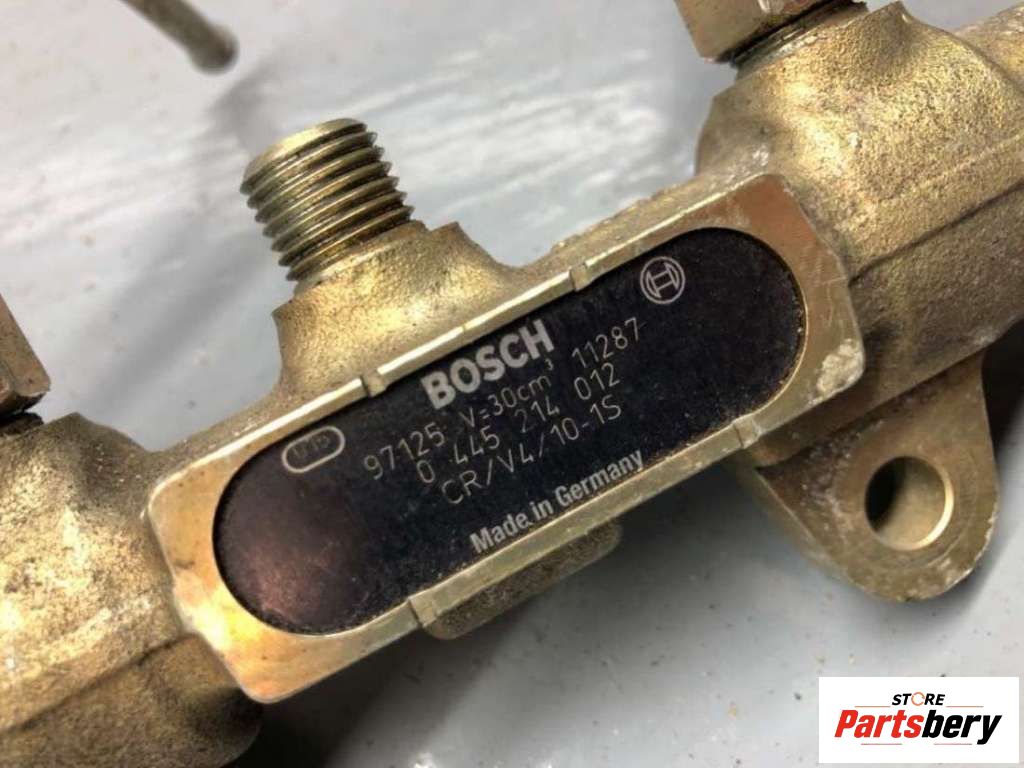 BOSCH
97125 V=30cm³ 11287
0 445 214 012
CR/V4/10-1S
Made in Germany
STORE
Partsbery